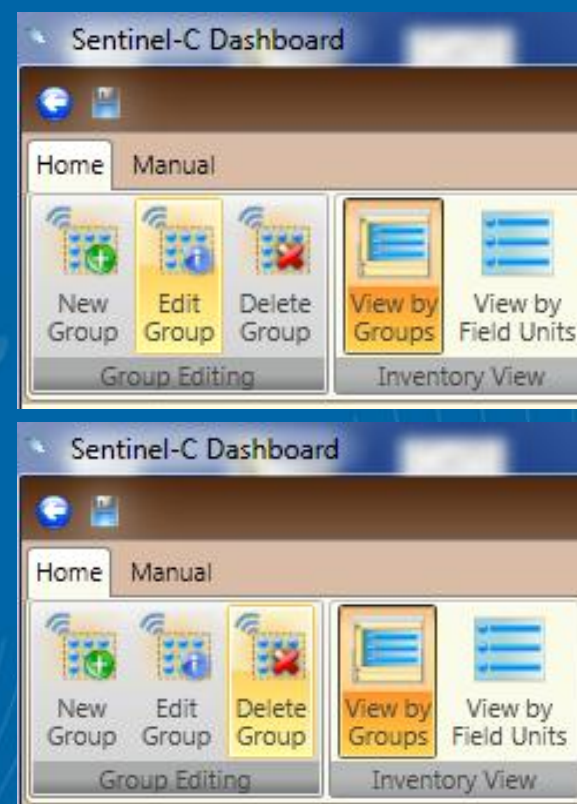 Sentinel-C Dashboard
Home Manual
New Edit Delete View by View by
Group Group Group Groups Field Units
Group Editing Inventory View
Sentinel-C Dashboard
Home Manual
New Edit Delete View by View by
Group Group Group Groups Field Units
Group Editing Inventory View